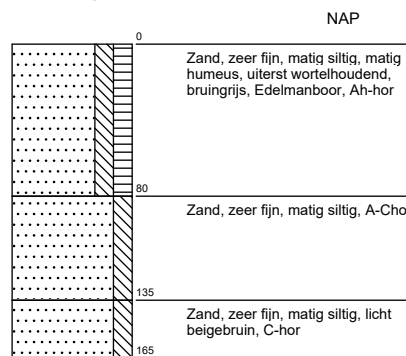 NAP
0
Zand, zeer fijn, matig siltig, matig
humeus, uiterst wortelhoudend,
bruingrijs, Edelmanboor, Ah-hor
80
Zand, zeer fijn, matig siltig, A-Cho
135
Zand, zeer fijn, matig siltig, licht
beigebruin, C-hor
165